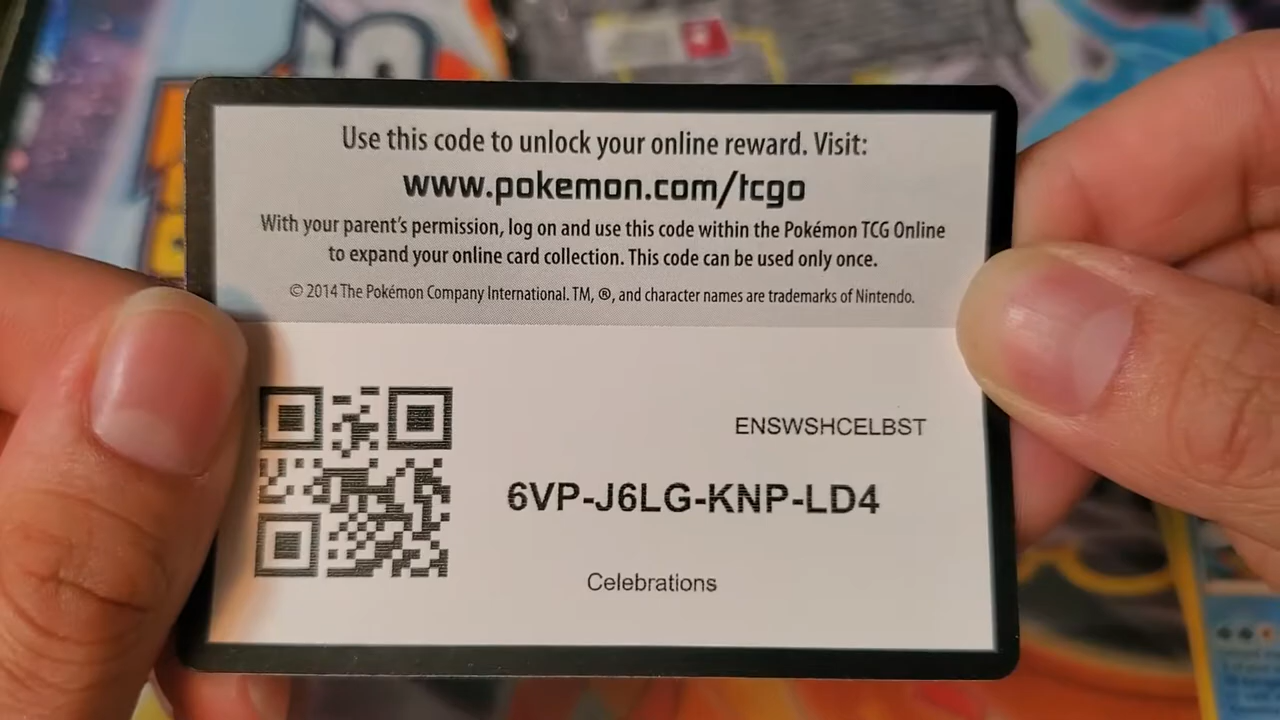 Use this code to unlock your online reward. Visit:
www.pokemon.com/tcgo
With your parent's permission, log on and use this code within the Pokémon TCG Online
to expand your online card collection. This code can be used only once.
© 2014 The Pokémon Company International. TM, ®, and character names are trademarks of Nintendo.
ENSWSHCELBST
6VP-J6LG-KNP-LD4
Celebrations